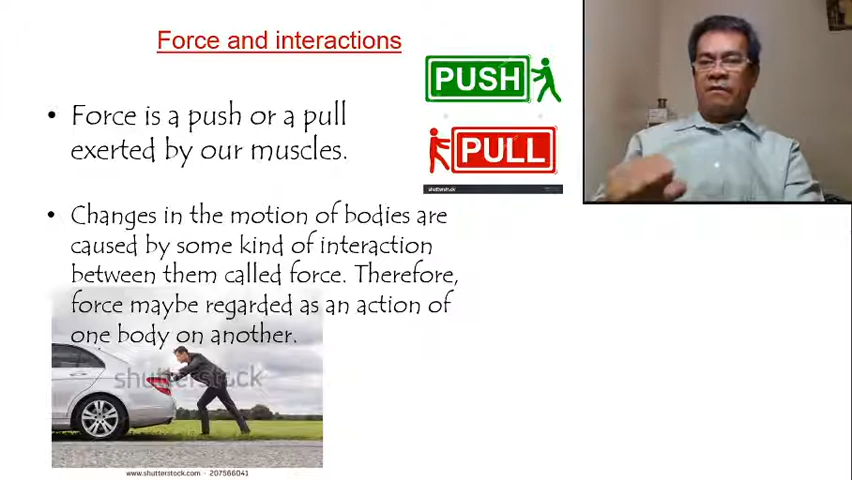 Force and interactions
PUSH
• Force is a push or a pull
exerted by our muscles.
PULL
shutterstock
• Changes in the motion of bodies are
caused by some kind of interaction
between them called force. Therefore,
force maybe regarded as an action of
one body on another.
shutterstock
www.shutterstock.com · 207566041